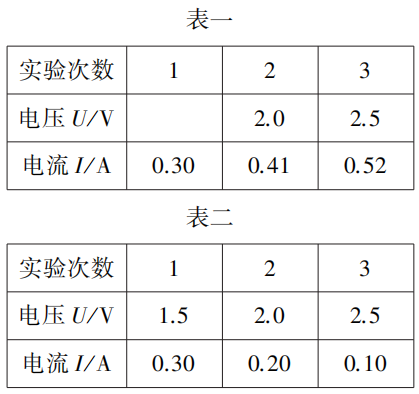 表一
实验次数 1 2 3
电压 U/V 2.0 2.5
电流 I/A 0.30 0.41 0.52
表二
实验次数 1 2 3
电压 U/V 1.5 2.0 2.5
电流 I/A 0.30 0.20 0.10